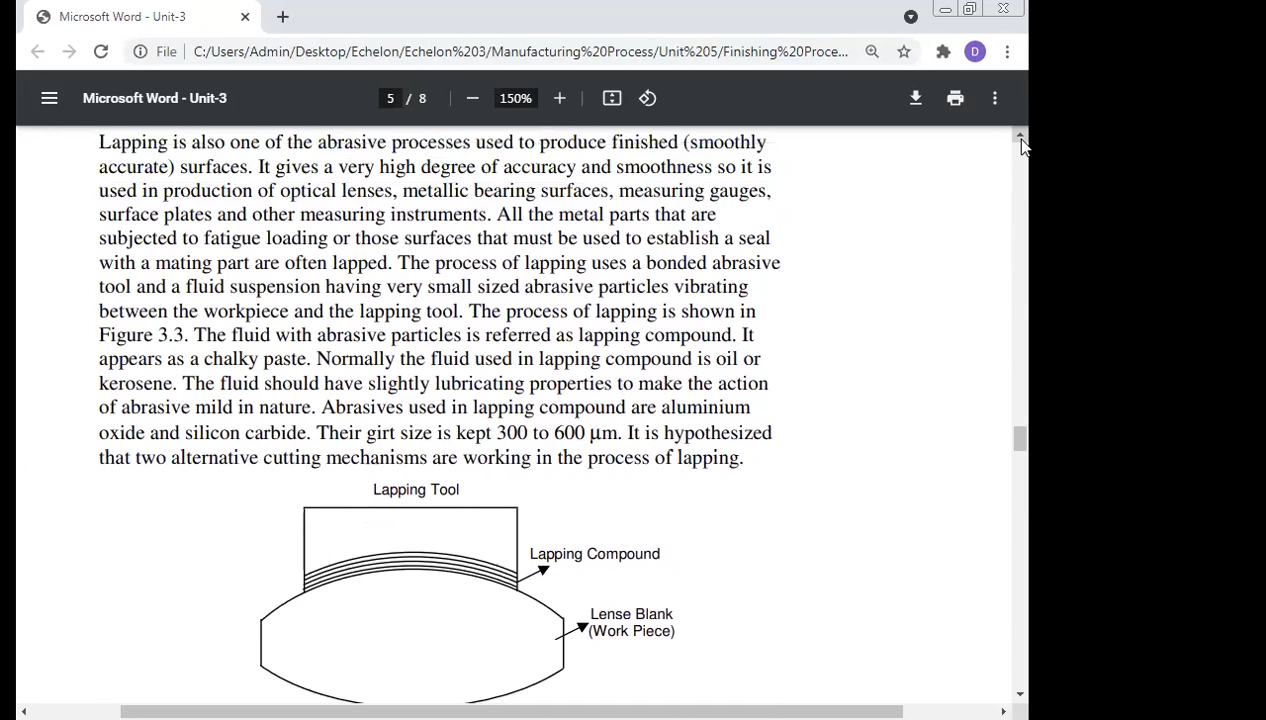 Microsoft Word - Unit-3
File
C:/Users/Admin/Desktop/Echelon/Echelon%203/Manufacturing%20Process/Unit%205/Finishing%20Proce...
D
Microsoft Word - Unit-3
5 / 8
150%
Lapping is also one of the abrasive processes used to produce finished (smoothly
accurate) surfaces. It gives a very high degree of accuracy and smoothness so it is
used in production of optical lenses, metallic bearing surfaces, measuring gauges,
surface plates and other measuring instruments. All the metal parts that are
subjected to fatigue loading or those surfaces that must be used to establish a seal
with a mating part are often lapped. The process of lapping uses a bonded abrasive
tool and a fluid suspension having very small sized abrasive particles vibrating
between the workpiece and the lapping tool. The process of lapping is shown in
Figure 3.3. The fluid with abrasive particles is referred as lapping compound. It
appears as a chalky paste. Normally the fluid used in lapping compound is oil or
kerosene. The fluid should have slightly lubricating properties to make the action
of abrasive mild in nature. Abrasives used in lapping compound are aluminium
oxide and silicon carbide. Their girt size is kept 300 to 600 μm. It is hypothesized
that two alternative cutting mechanisms are working in the process of lapping.
Lapping Tool
Lapping Compound
Lense Blank
(Work Piece)